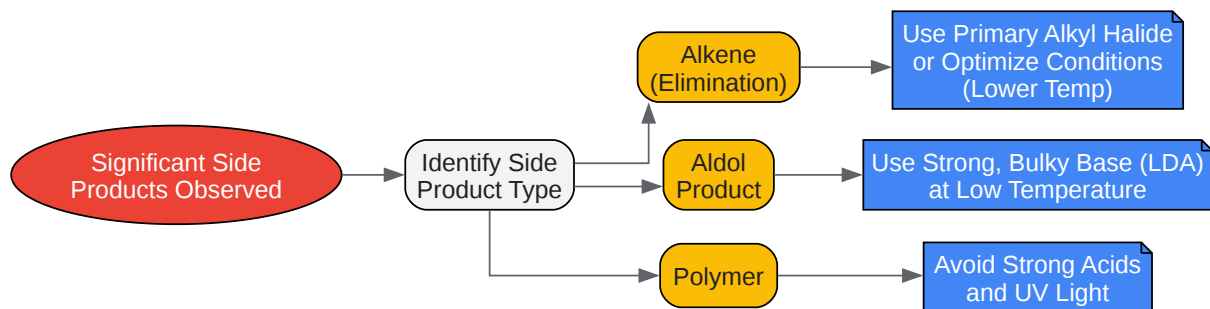 Significant Side
Products Observed
Identify Side
Product Type
Alkene
(Elimination)
Use Primary Alkyl Halide
or Optimize Conditions
(Lower Temp)
Aldol
Product
Use Strong, Bulky Base (LDA)
at Low Temperature
Polymer
Avoid Strong Acids
and UV Light